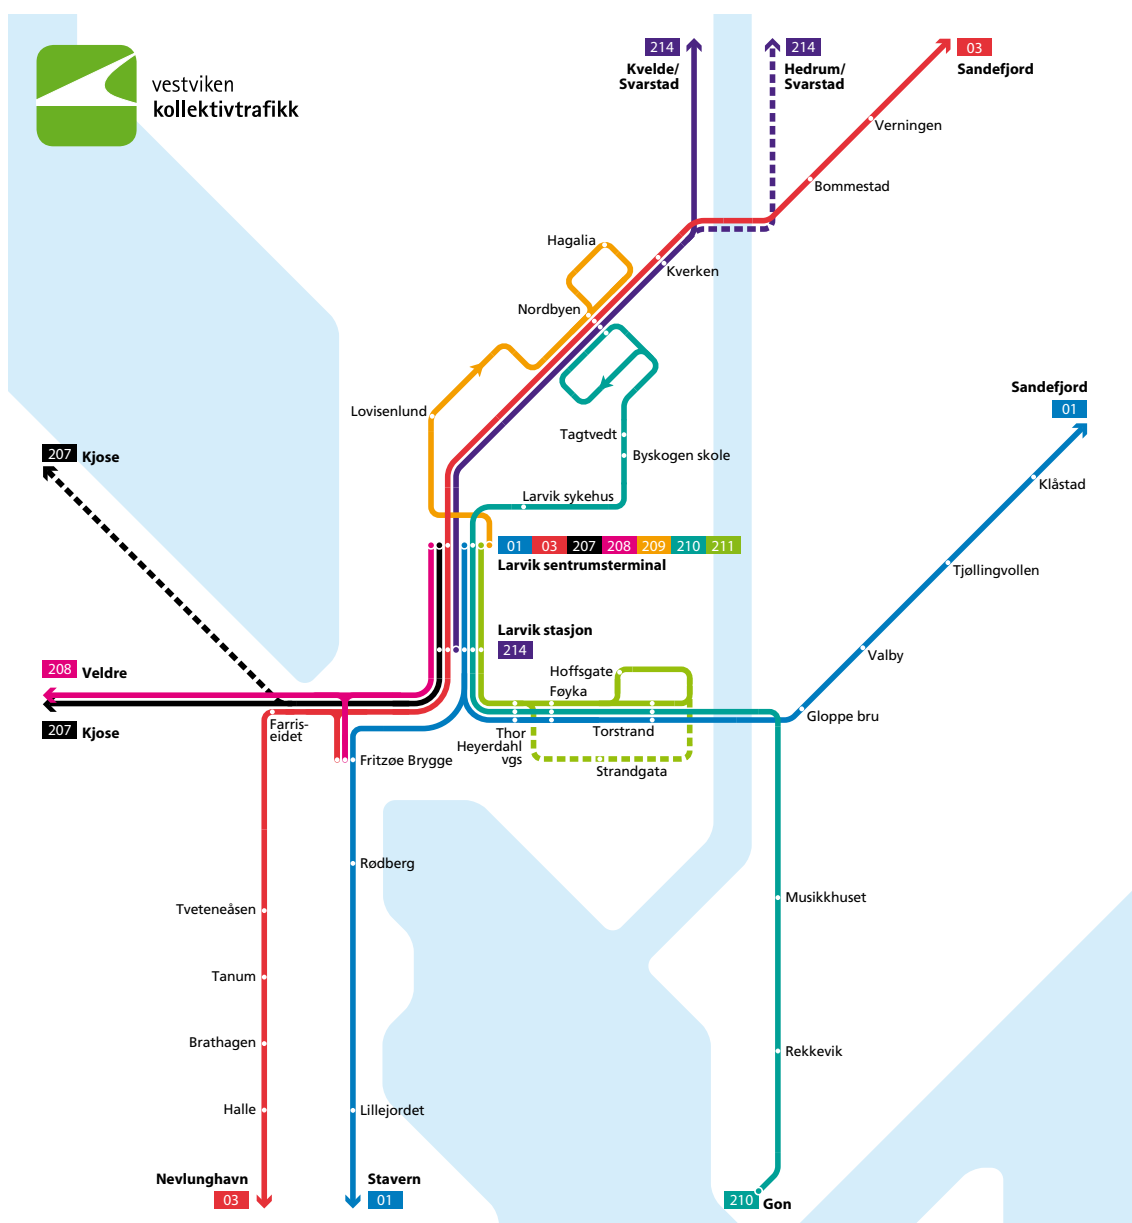 vestviken
kollektivtrafikk
214
Kvelde/
Svarstad
214
Hedrum/
Svarstad
03
Sandefjord
Verningen
Bommestad
Hagalia
Kverken
Nordbyen
Sandefjord
01
Lovisenlund
Tagtvedt
Byskogen skole
207 Kjose
Klåstad
Larvik sykehus
01 03 207 208 209 210 211
Larvik sentrumsterminal
Tjøllingvollen
Larvik stasjon
214
Valby
208 Veldre
Hoffsgate
Føyka
207 Kjose
Farris-
eidet
Gloppe bru
Thor
Heyerdahl
vgs
Torstrand
Fritzøe Brygge
Strandgata
Rødberg
Musikkhuset
Tveteneåsen
Tanum
Brathagen
Rekkevik
Halle
Lillejordet
Nevlunghavn
03
Stavern
01
210 Gon